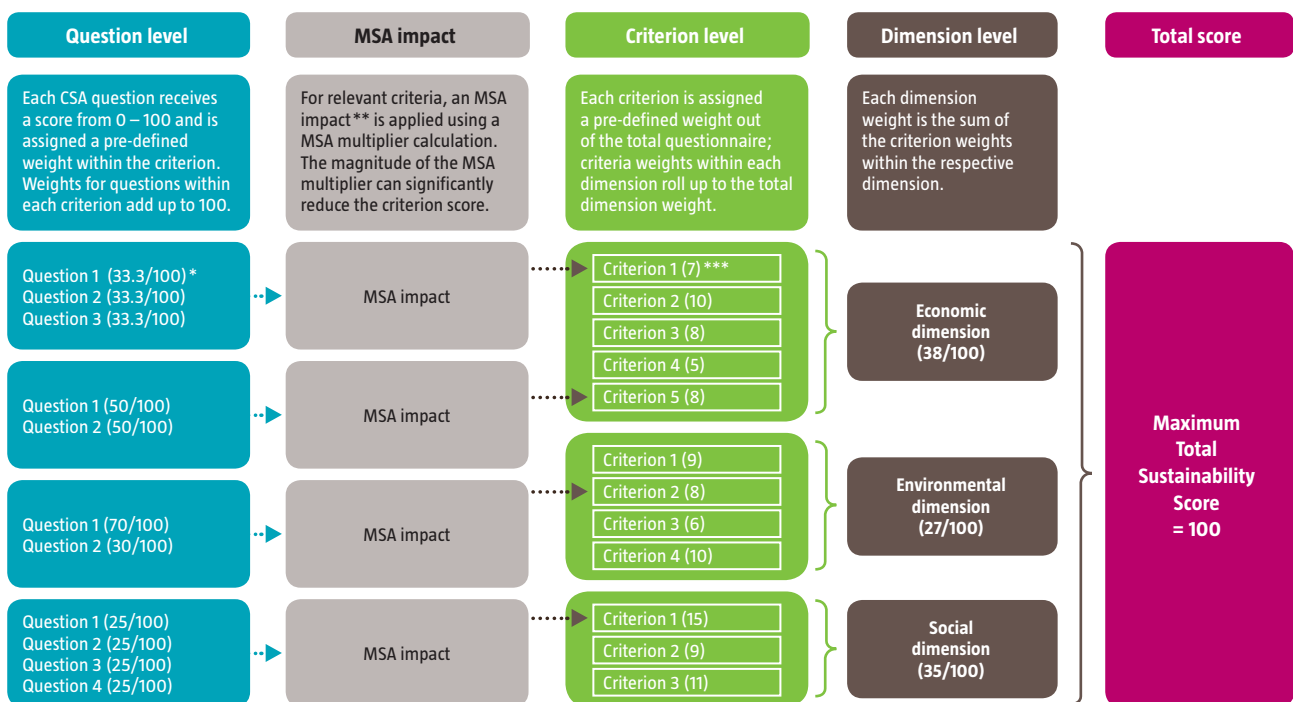 Question level
MSA impact
Criterion level
Dimension level
Total score
Each CSA question receives
a score from 0 – 100 and is
assigned a pre-defined
weight within the criterion.
Weights for questions within
each criterion add up to 100.
For relevant criteria, an MSA
impact** is applied using a
MSA multiplier calculation.
The magnitude of the MSA
multiplier can significantly
reduce the criterion score.
Each criterion is assigned
a pre-defined weight out
of the total questionnaire;
criteria weights within each
dimension roll up to the total
dimension weight.
Each dimension
weight is the sum of
the criterion weights
within the respective
dimension.
Question 1 (33.3/100)*
Question 2 (33.3/100)
Question 3 (33.3/100)
MSA impact
Question 1 (50/100)
Question 2 (50/100)
MSA impact
Question 1 (70/100)
Question 2 (30/100)
MSA impact
Question 1 (25/100)
Question 2 (25/100)
Question 3 (25/100)
Question 4 (25/100)
MSA impact
Criterion 1 (7)***
Criterion 2 (10)
Criterion 3 (8)
Criterion 4 (5)
Criterion 5 (8)
Economic
dimension
(38/100)
Criterion 1 (9)
Criterion 2 (8)
Criterion 3 (6)
Criterion 4 (10)
Environmental
dimension
(27/100)
Criterion 1 (15)
Criterion 2 (9)
Criterion 3 (11)
Social
dimension
(35/100)
Maximum
Total
Sustainability
Score
= 100